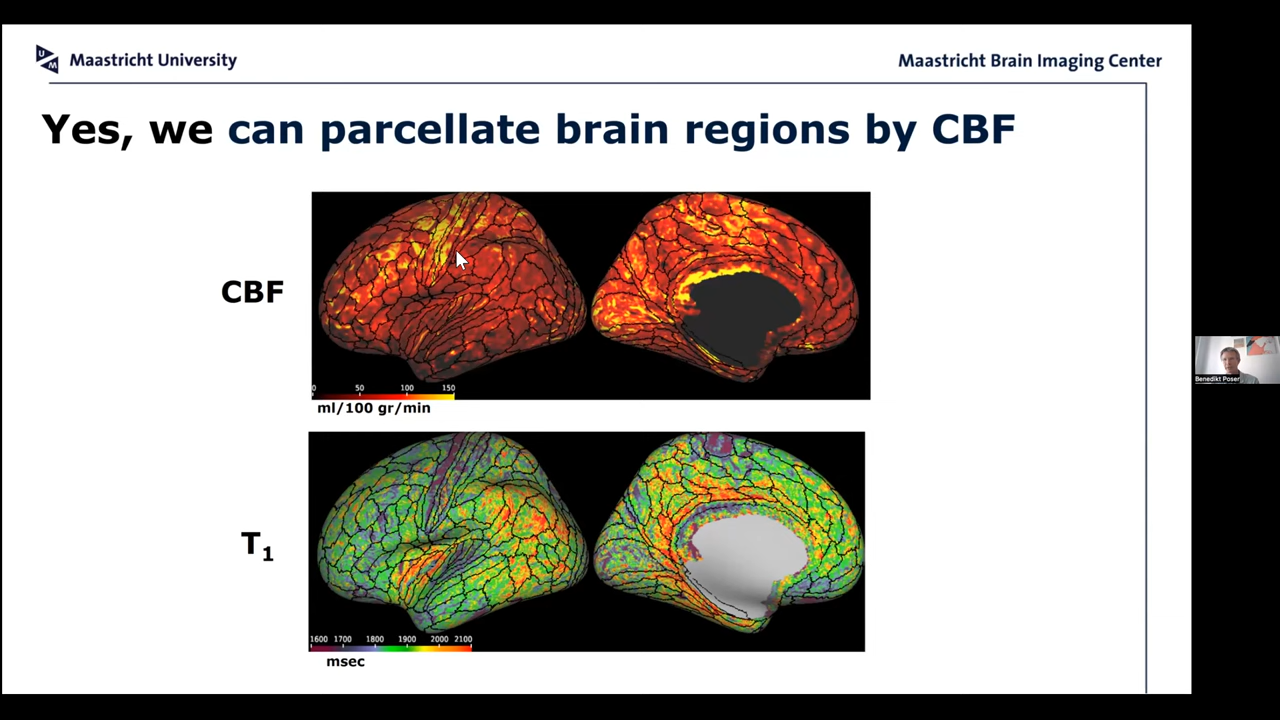 U
M
Maastricht University
Maastricht Brain Imaging Center
Yes, we can parcellate brain regions by CBF
CBF
0 50 100 150
ml/100 gr/min
T1
1600 1700 1800 1900 2000 2100
msec
Benedikt Poser